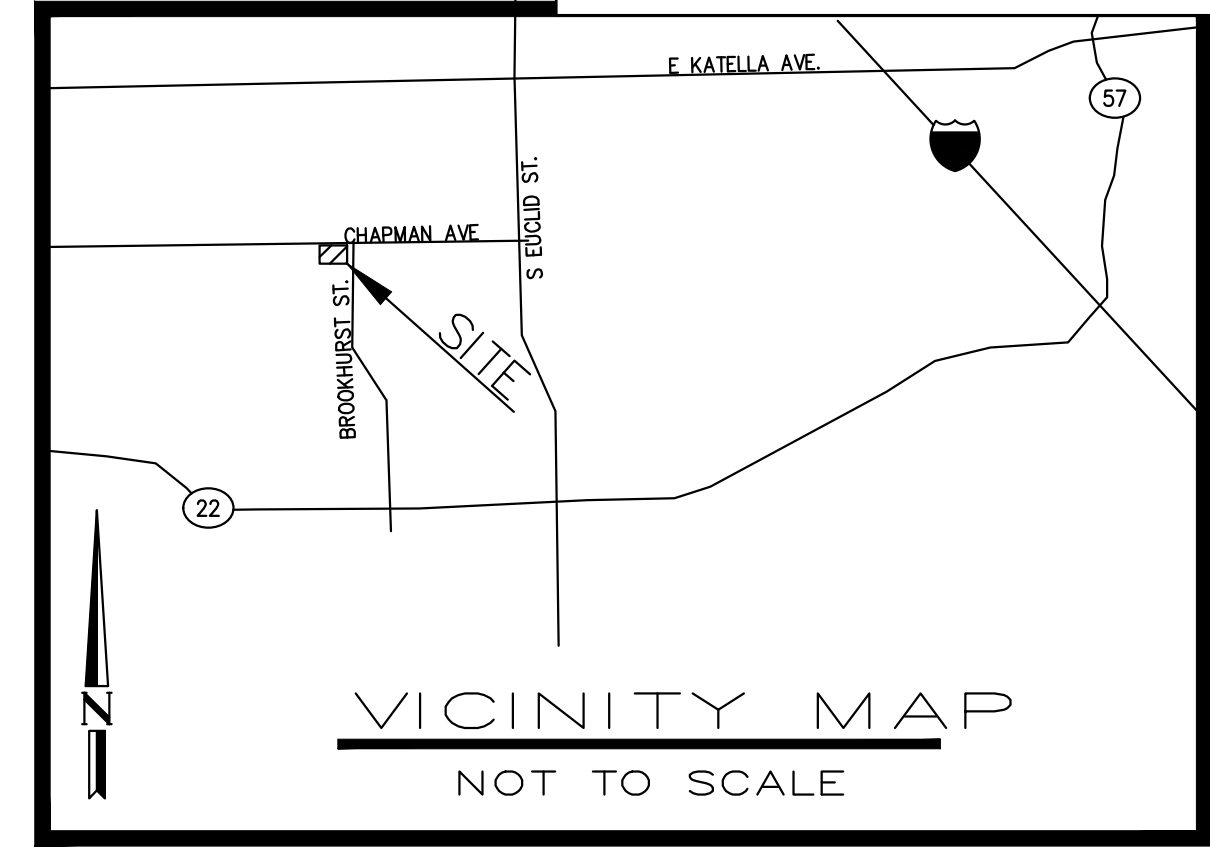 E KATELLA AVE.
57
S EUCLID ST.
CHAPMAN AVE
BROOKHURST ST.
SITE
22
N
VICINITY MAP
NOT TO SCALE